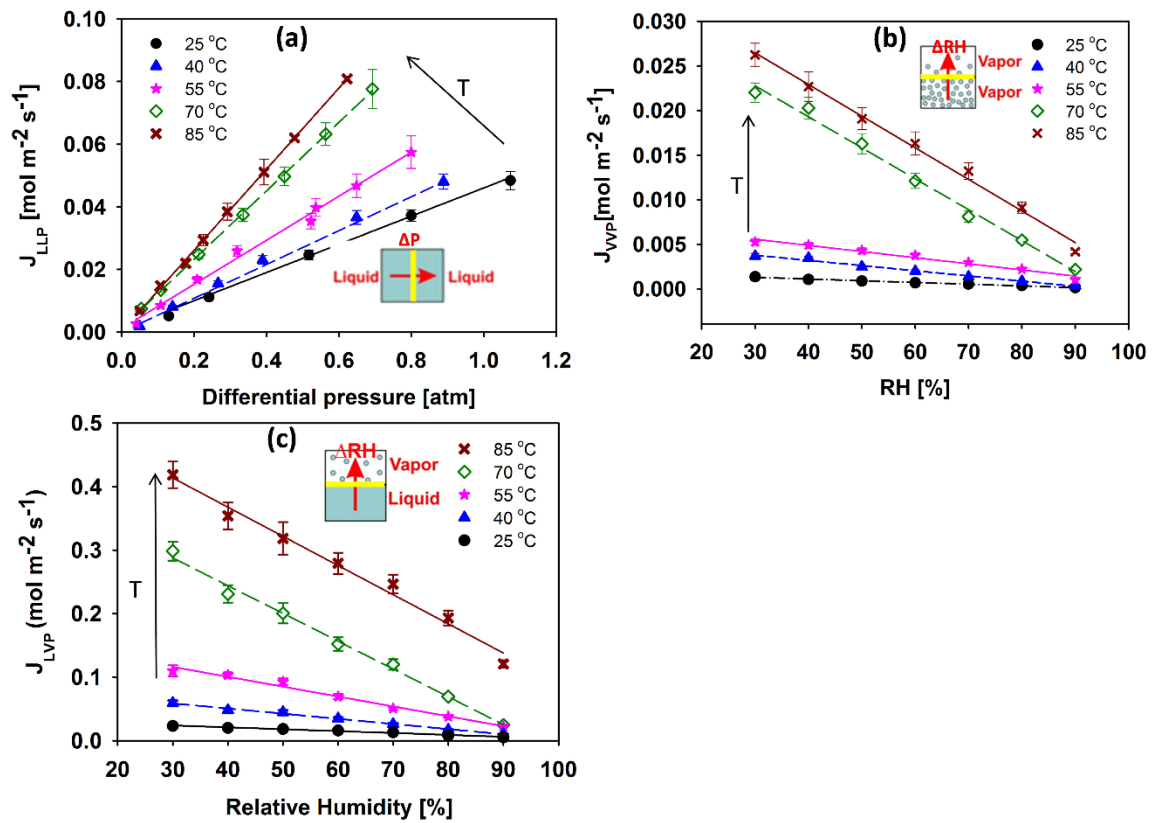 (a)
J_LLP [mol m⁻² s⁻¹]
0.10
0.08
0.06
0.04
0.02
0.00
25 °C
40 °C
55 °C
70 °C
85 °C
T
ΔP
Liquid Liquid
0.0 0.2 0.4 0.6 0.8 1.0 1.2
Differential pressure [atm]
(b)
J_VVP[mol m⁻² s⁻¹]
0.030
0.025
0.020
0.015
0.010
0.005
0.000
ΔRH
Vapor
Vapor
25 °C
40 °C
55 °C
70 °C
85 °C
T
20 30 40 50 60 70 80 90 100
RH [%]
(c)
J_LVP (mol m⁻² s⁻¹)
0.5
0.4
0.3
0.2
0.1
0.0
ΔRH
Vapor
Liquid
85 °C
70 °C
55 °C
40 °C
25 °C
T
20 30 40 50 60 70 80 90 100
Relative Humidity [%]